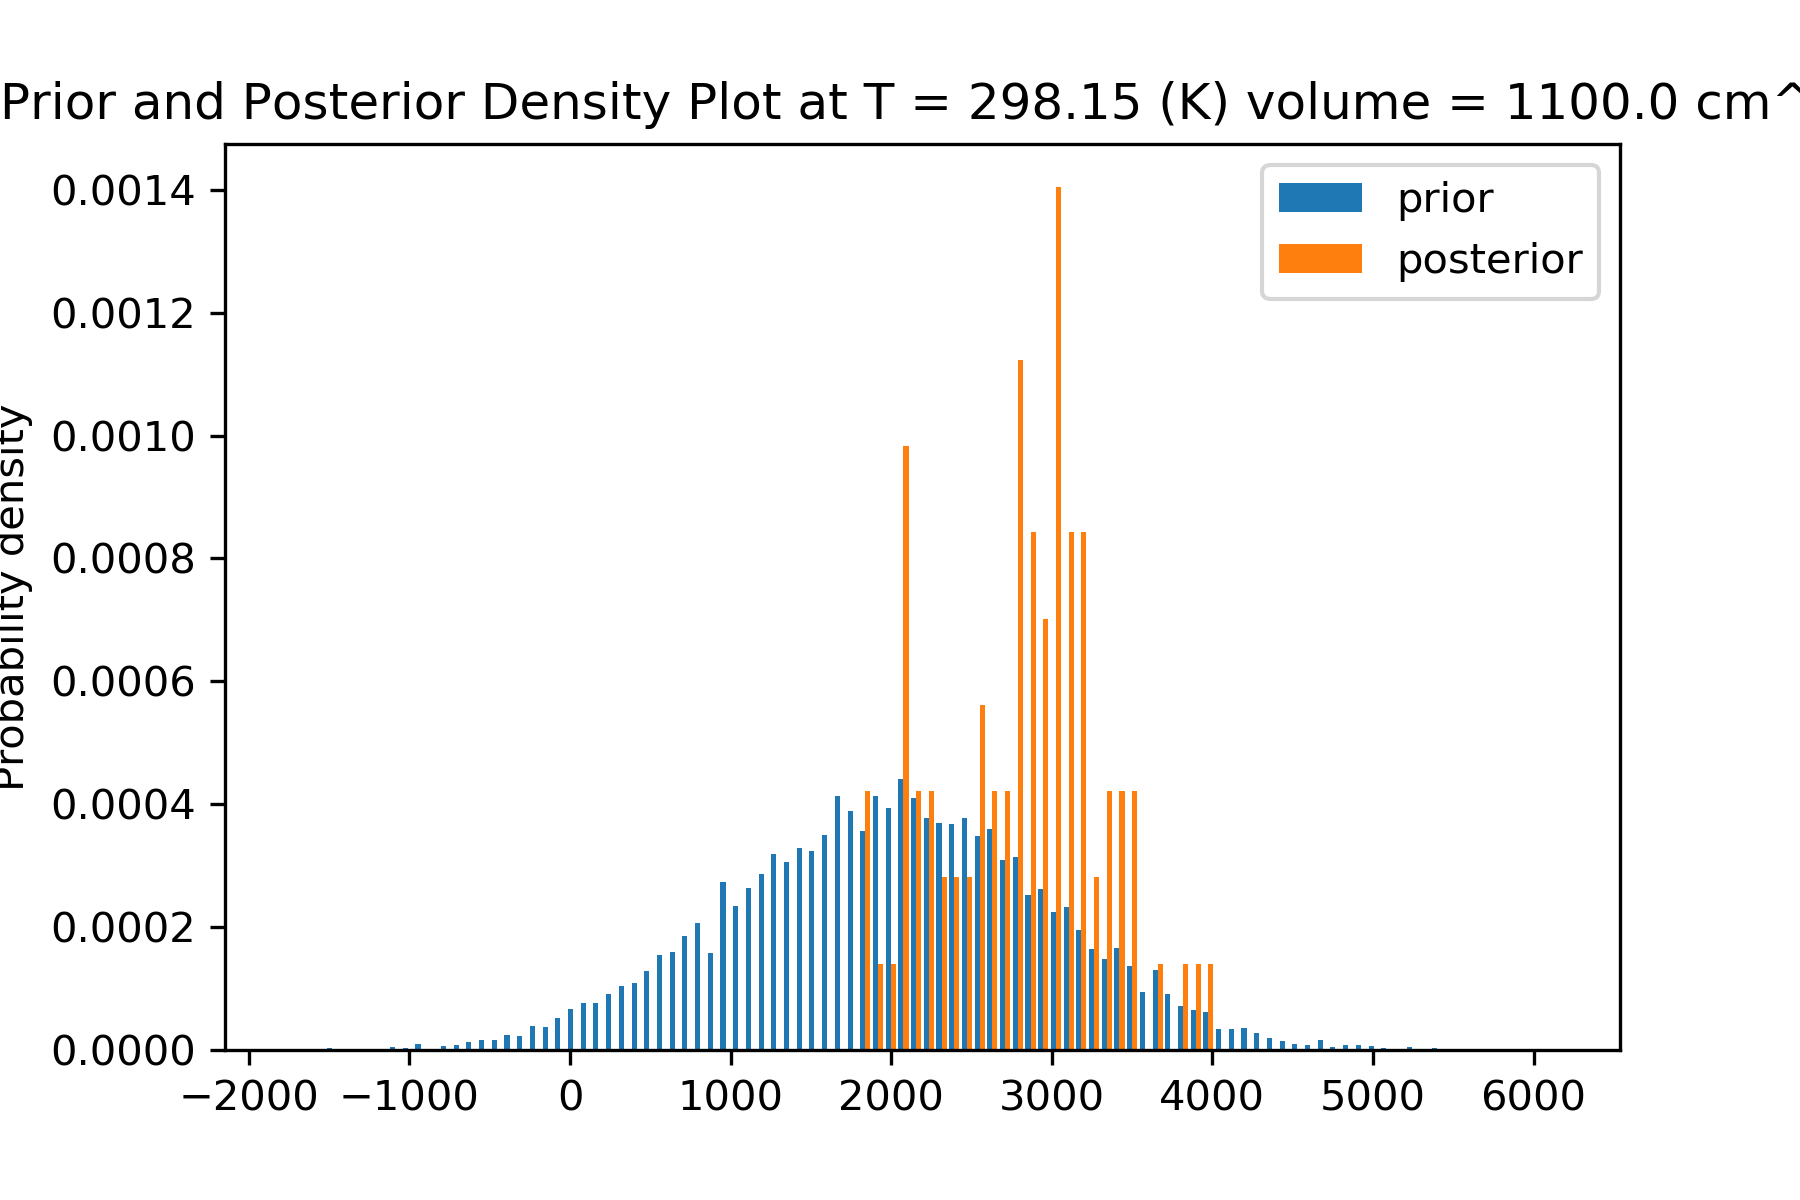 Prior and Posterior Density Plot at T = 298.15 (K) volume = 1100.0 cm^
prior
posterior
0.0014
0.0012
0.0010
0.0008
0.0006
0.0004
0.0002
0.0000
Probability density
−2000 −1000 0 1000 2000 3000 4000 5000 6000